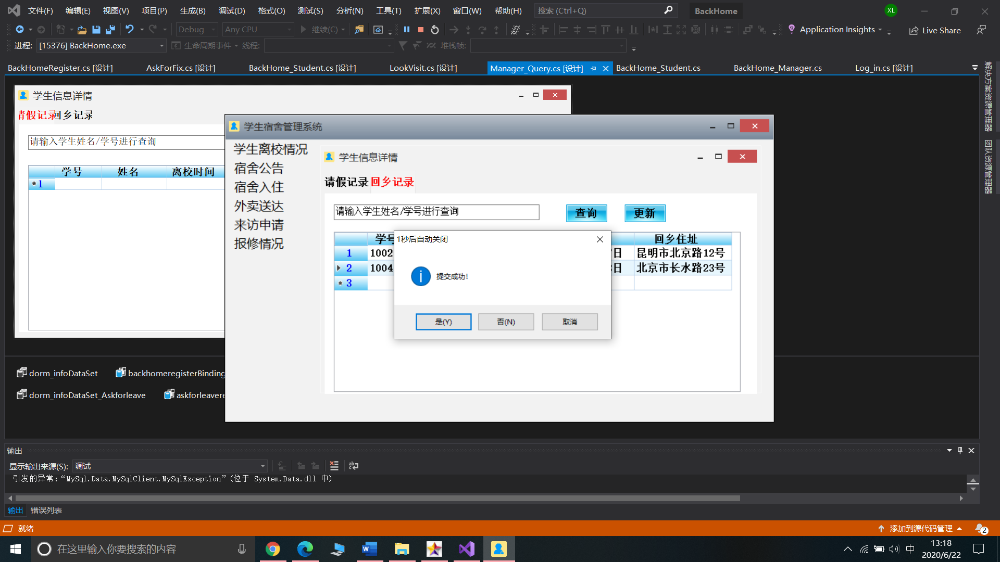 文件(F) 编辑(E) 视图(V) 项目(P) 生成(B) 调试(D) 格式(O) 测试(S) 分析(N) 工具(T) 扩展(X) 窗口(W) 帮助(H) 搜索 (Ctrl+Q) BackHome XL
Debug Any CPU 继续(C) Application Insights Live Share
进程: [15376] BackHome.exe 生命周期事件 线程: 堆栈帧:
BackHomeRegister.cs [设计] AskForFix.cs [设计] BackHome_Student.cs [设计] LookVisit.cs [设计] Manager_Query.cs [设计] BackHome_Student.cs BackHome_Manager.cs Log_in.cs [设计]
解决方案资源管理器
团队资源管理器
学生信息详情
请假记录 回乡记录
请输入学生姓名/学号进行查询
学号 姓名 离校时间
*1
学生宿舍管理系统
学生离校情况
宿舍公告
宿舍入住
外卖送达
来访申请
报修情况
学生信息详情
请假记录 回乡记录
请输入学生姓名/学号进行查询 查询 更新
学号 回乡住址
1 1002 日 昆明市北京路12号
2 1004 日 北京市长水路23号
* 3
1秒后自动关闭
提交成功!
是(Y) 否(N) 取消
dorm_infoDataSet backhomeregisterBinding
dorm_infoDataSet_Askforleave askforleavere
输出
显示输出来源(S): 调试
引发的异常:“MySql.Data.MySqlClient.MySqlException”(位于 System.Data.dll 中)
输出 错误列表
就绪 添加到源代码管理 2
在这里输入你要搜索的内容 中 13:18
2020/6/22